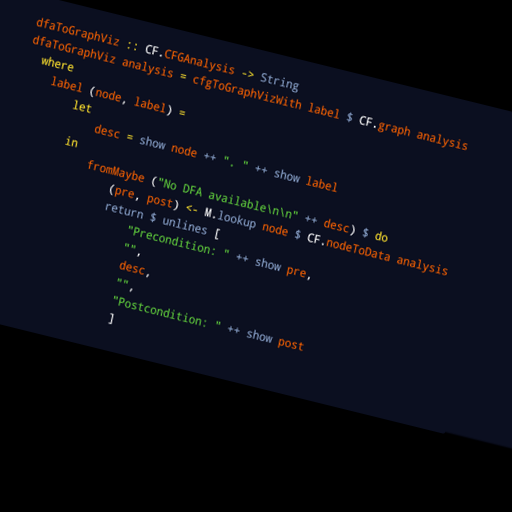 dfaToGraphViz :: CF.CFGAnalysis -> String
dfaToGraphViz analysis = cfgToGraphVizWith label $ CF.graph analysis
where
label (node, label) =
let
desc = show node ++ ". " ++ show label
in
fromMaybe ("No DFA available\n\n" ++ desc) $ do
(pre, post) <- M.lookup node $ CF.nodeToData analysis
return $ unlines [
"Precondition: " ++ show pre,
"",
desc,
"",
"Postcondition: " ++ show post
]